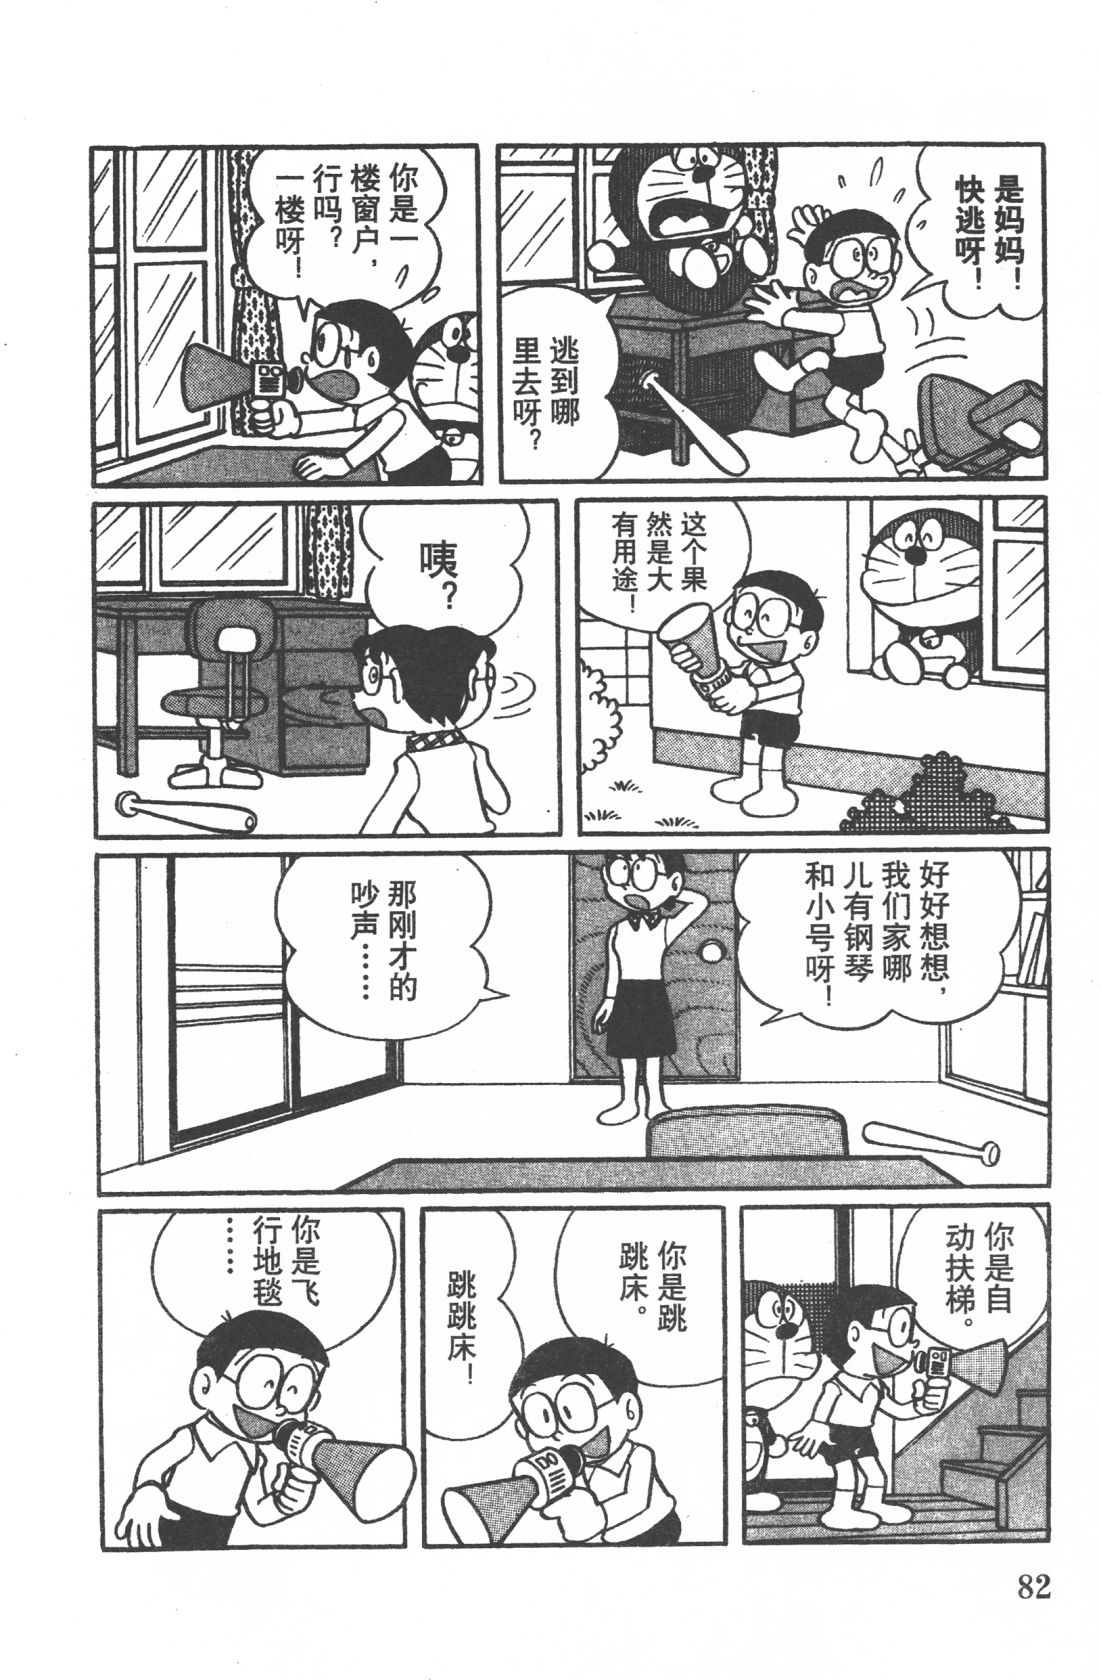 是妈妈！
快逃呀！
逃到哪
里去呀？
你是一
楼窗户，
行吗？
一楼呀！
这个果
然是大
有用途！
咦？
好好想想，
我们家哪
儿有钢琴
和小号呀！
那刚才的
吵声……
你是自
动扶梯。
你是跳
跳床。
跳跳床！
你是飞
行地毯
……
82